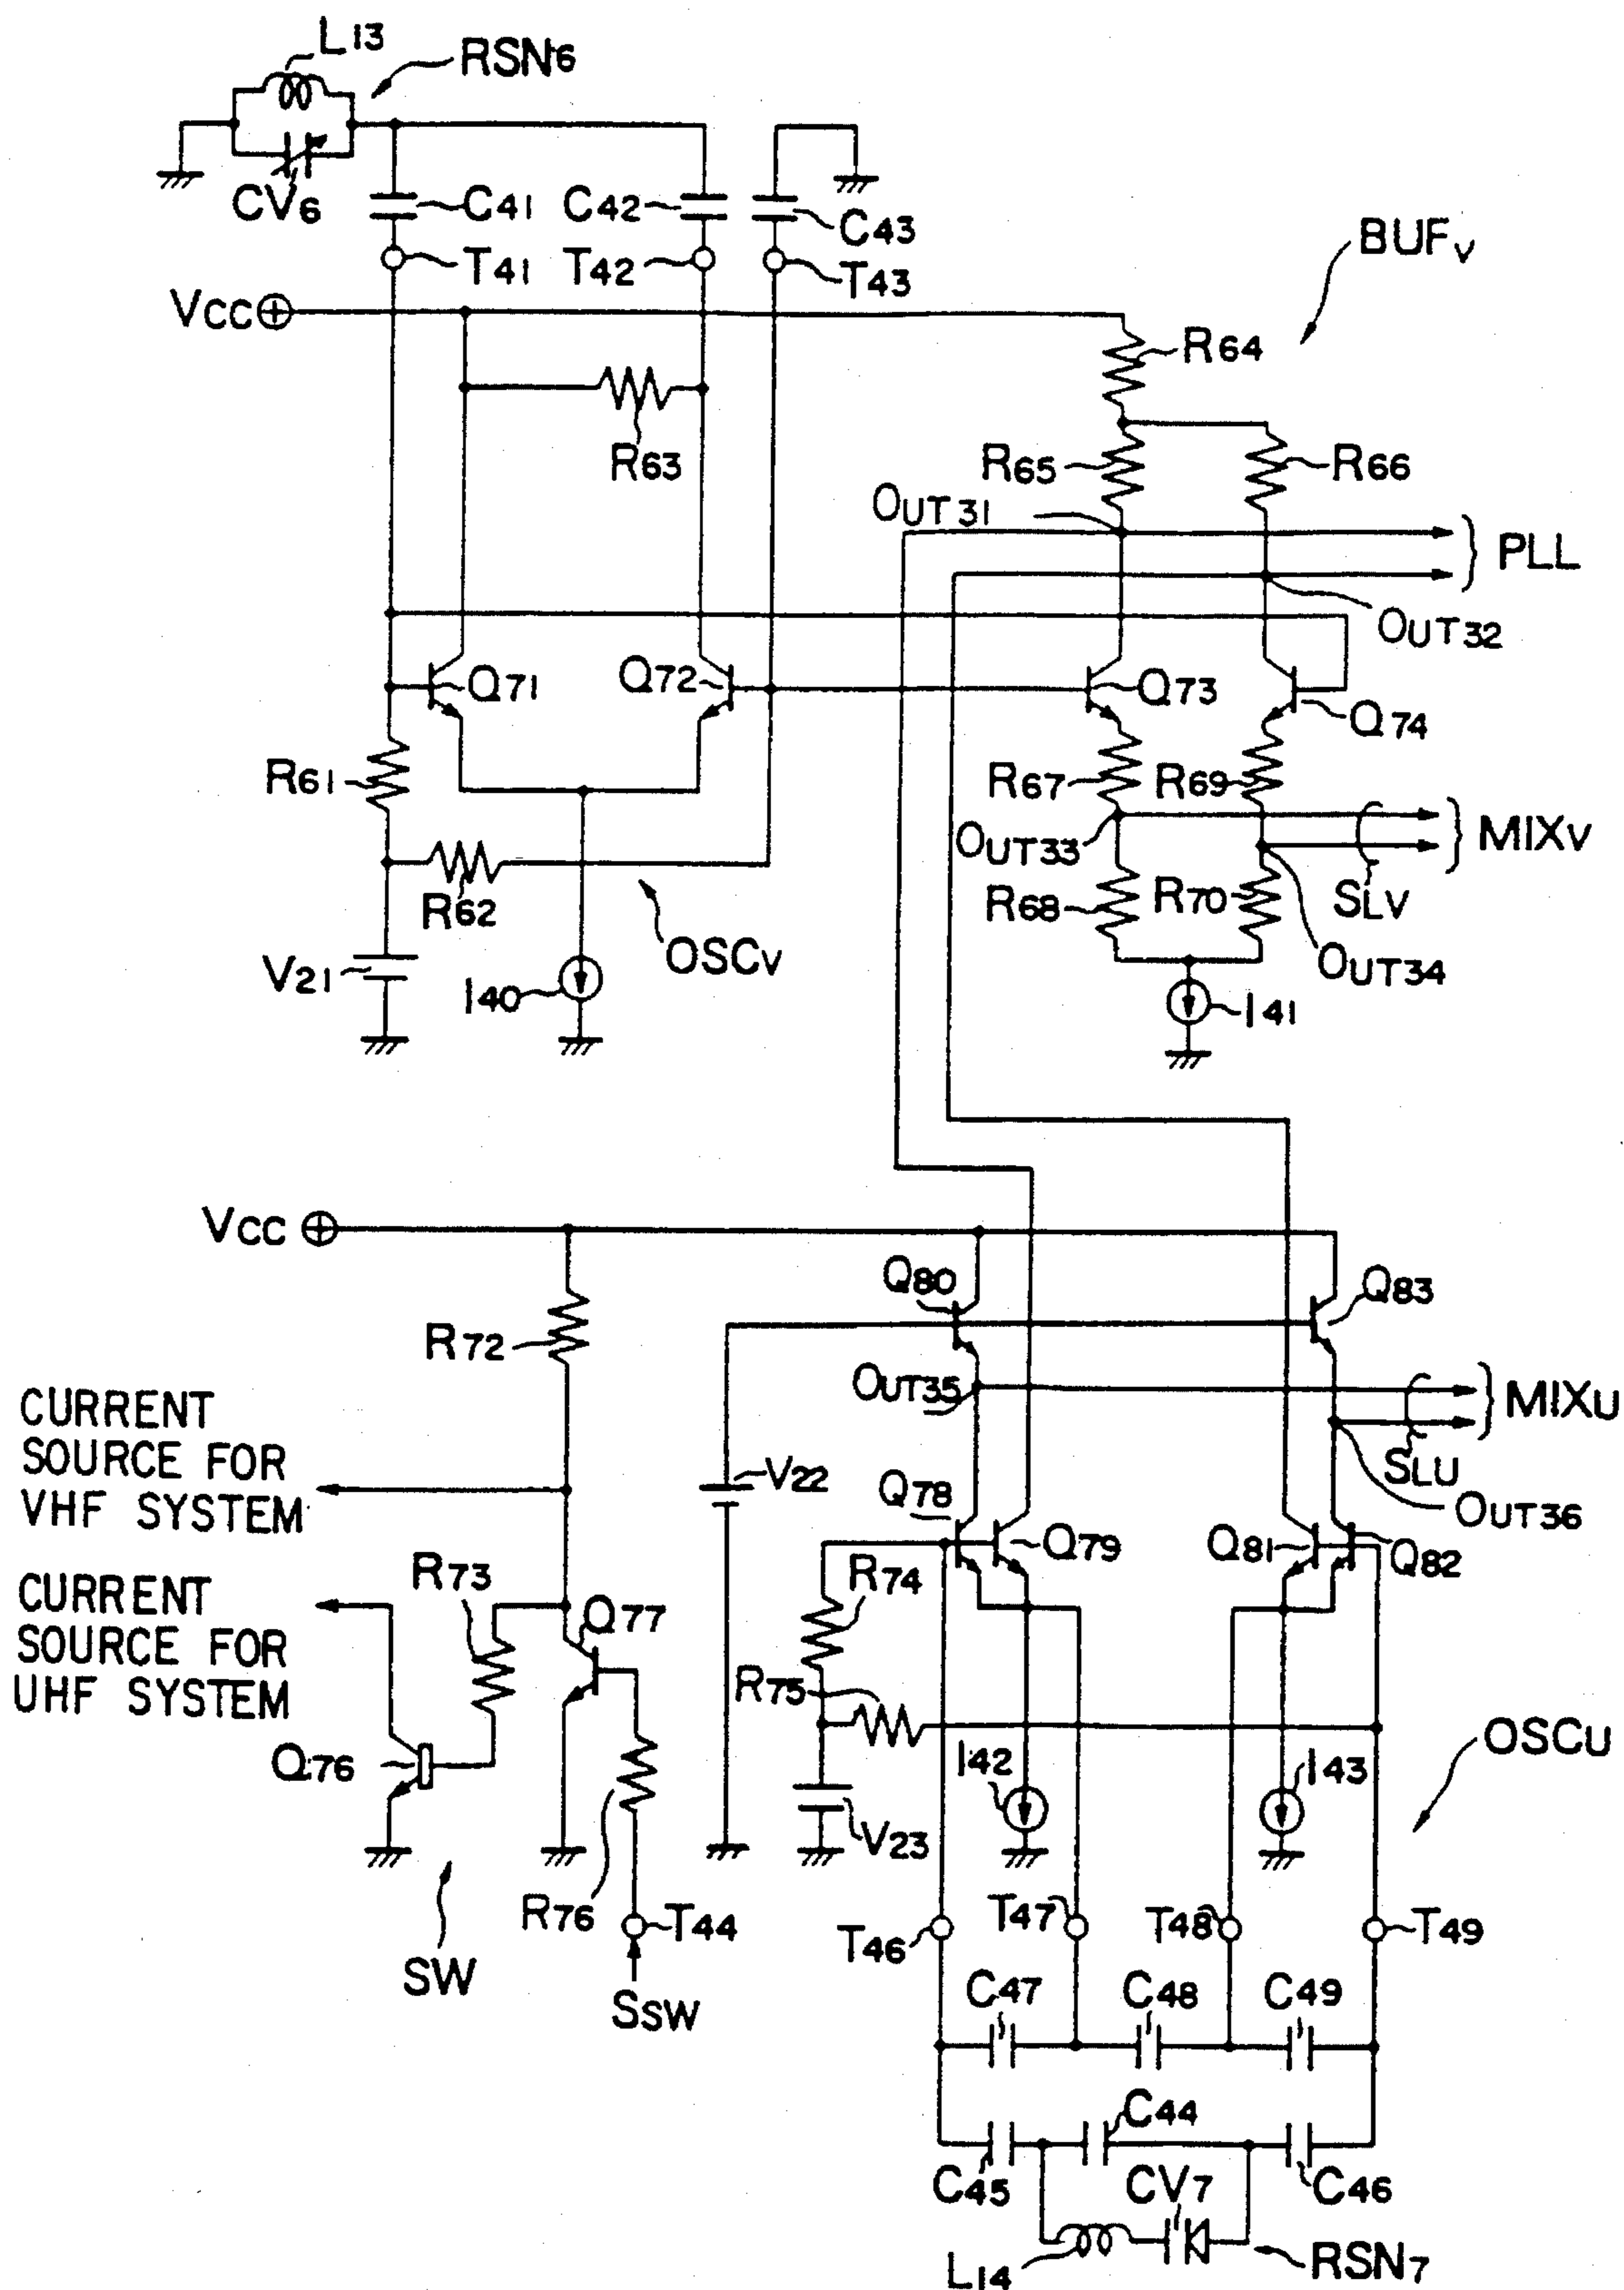 L13
RSN6
CV6
C41
C42
C43
T41
T42
T43
BUFV
VCC
R64
R63
R65
R66
OUT31
PLL
OUT32
Q71
Q72
Q73
Q74
R61
R67
R69
OUT33
MIXV
R62
R68
R70
SLV
OSCV
V21
I40
OUT34
I41
VCC
Q80
Q83
R72
OUT35
MIXU
CURRENT
SOURCE FOR
VHF SYSTEM
SLU
V22
Q78
OUT36
Q79
Q81
Q82
R73
R74
CURRENT
SOURCE FOR
UHF SYSTEM
Q77
R75
OSCU
Q76
I42
I43
V23
R76
T44
T46
T47
T48
T49
SW
SSW
C47
C48
C49
C44
C45
CV7
C46
L14
RSN7